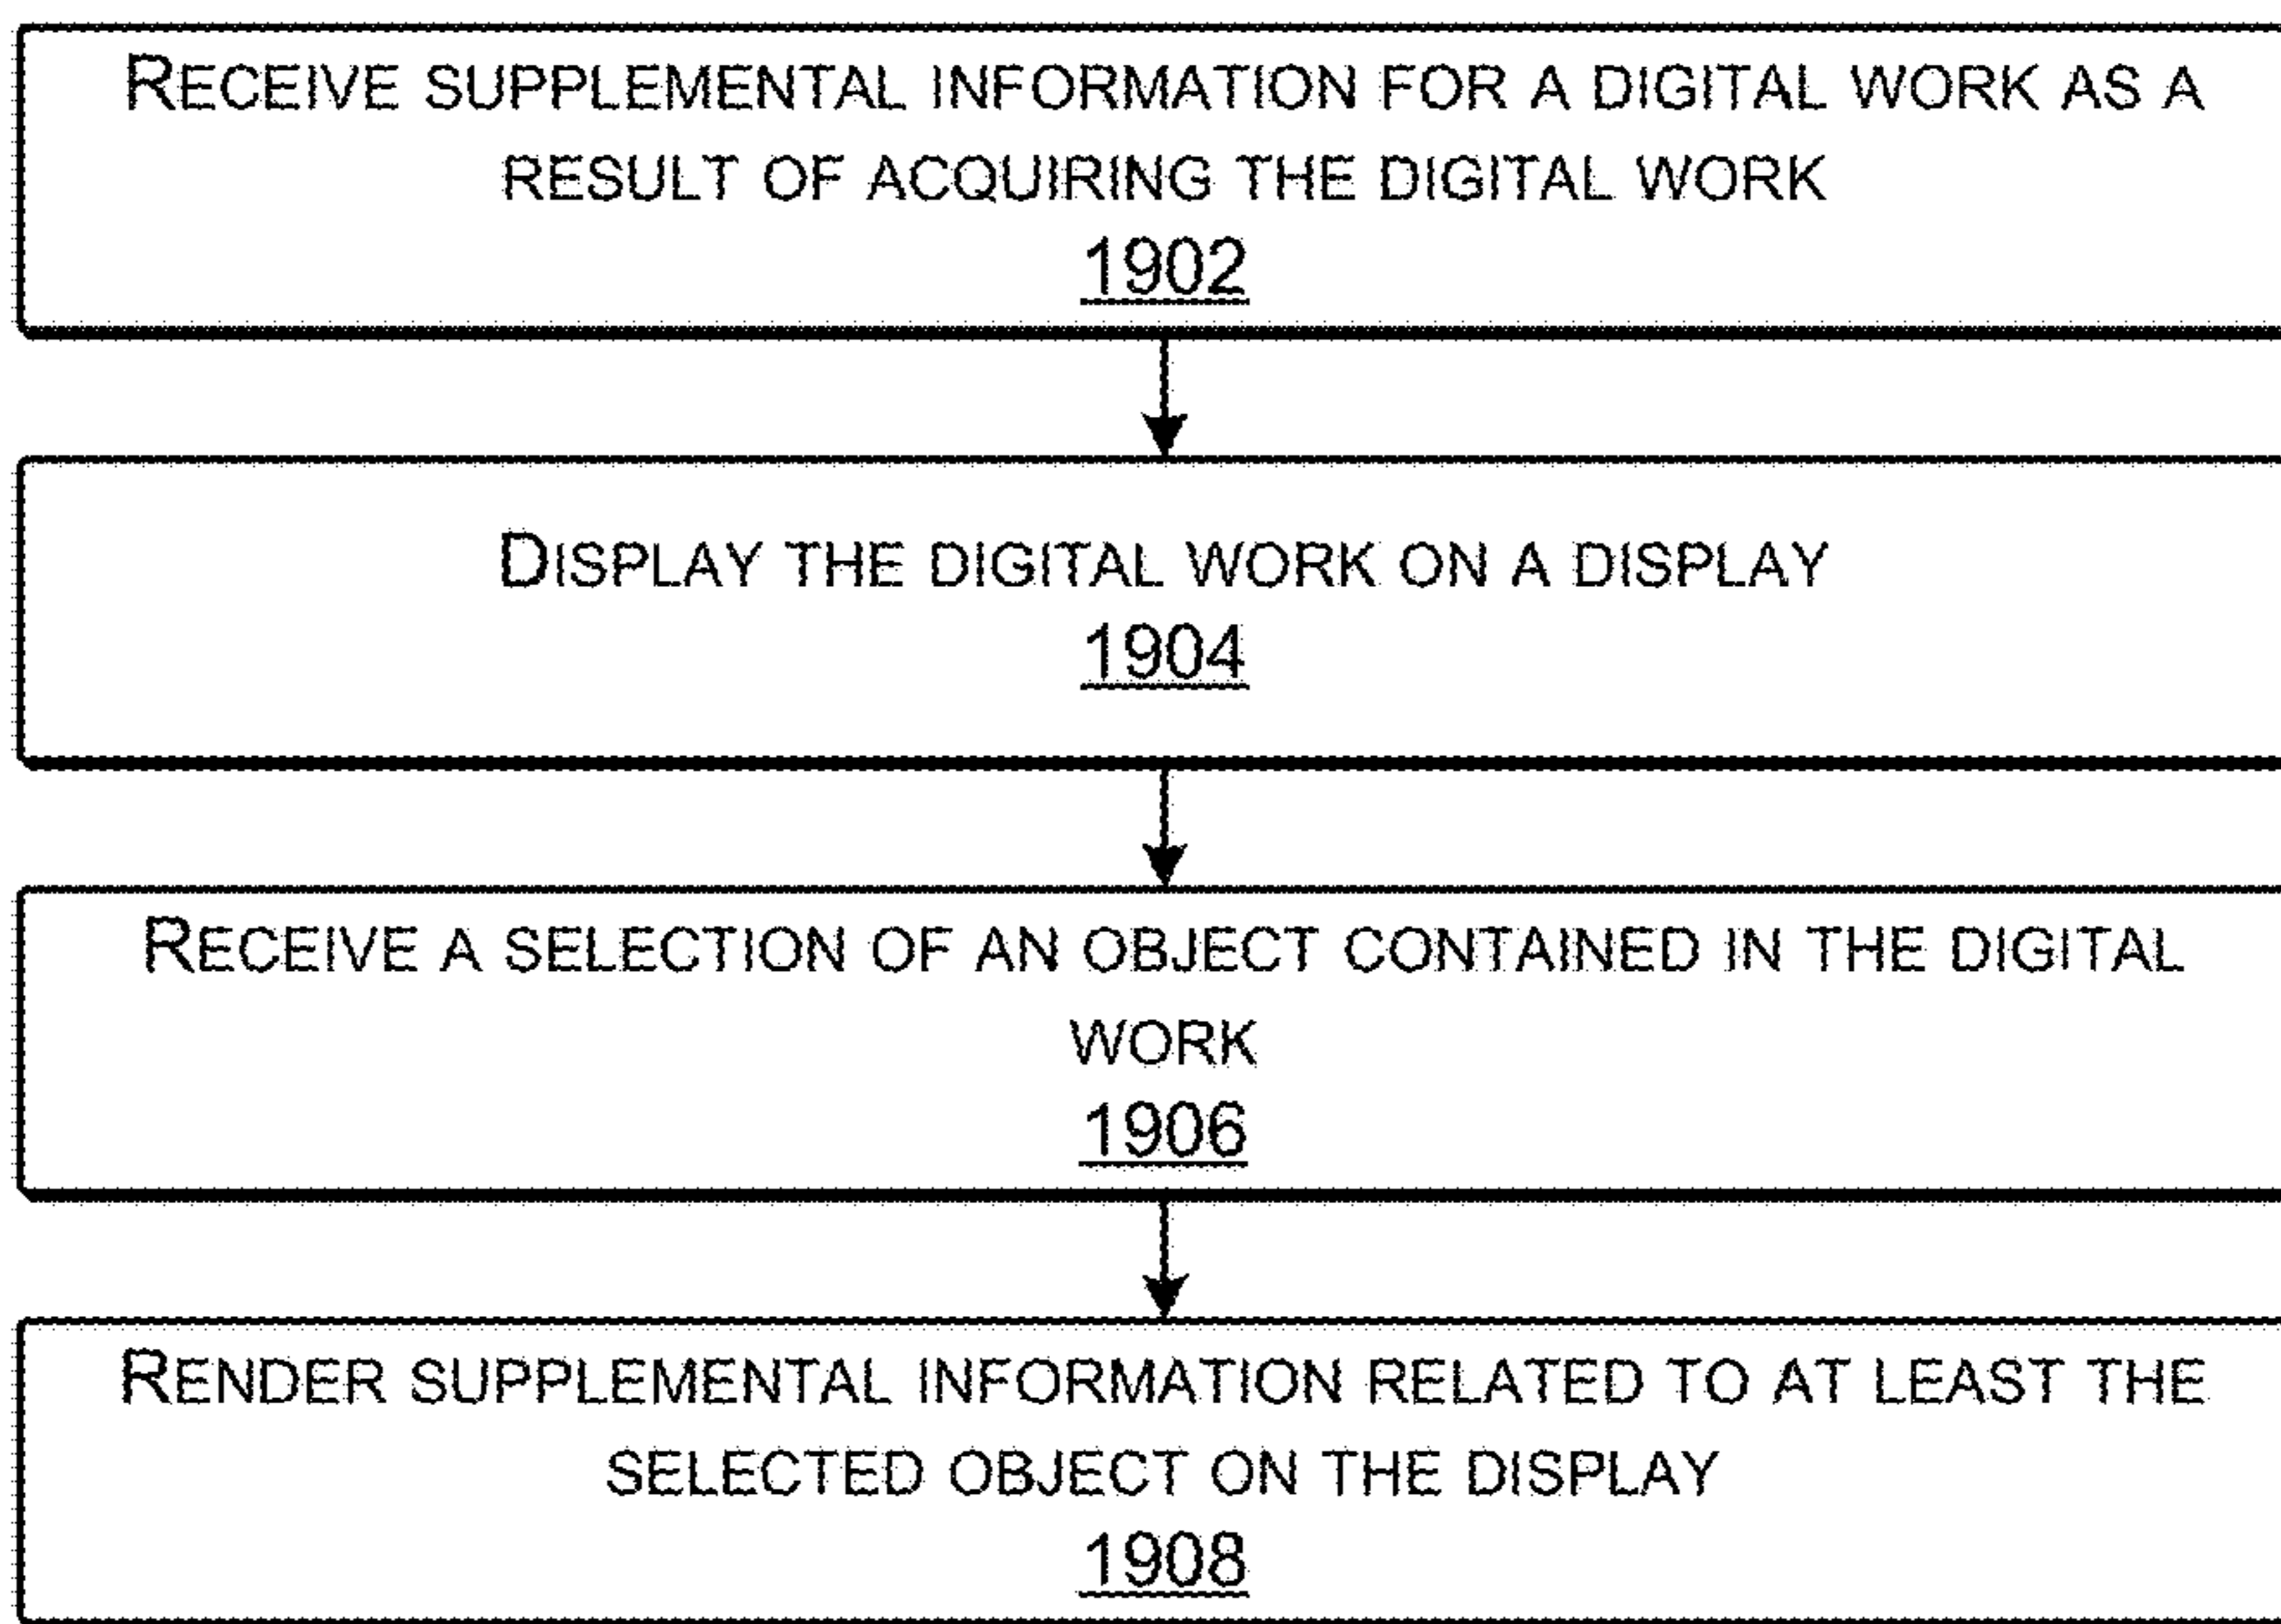 RECEIVE SUPPLEMENTAL INFORMATION FOR A DIGITAL WORK AS A
RESULT OF ACQUIRING THE DIGITAL WORK
1902
DISPLAY THE DIGITAL WORK ON A DISPLAY
1904
RECEIVE A SELECTION OF AN OBJECT CONTAINED IN THE DIGITAL
WORK
1906
RENDER SUPPLEMENTAL INFORMATION RELATED TO AT LEAST THE
SELECTED OBJECT ON THE DISPLAY
1908